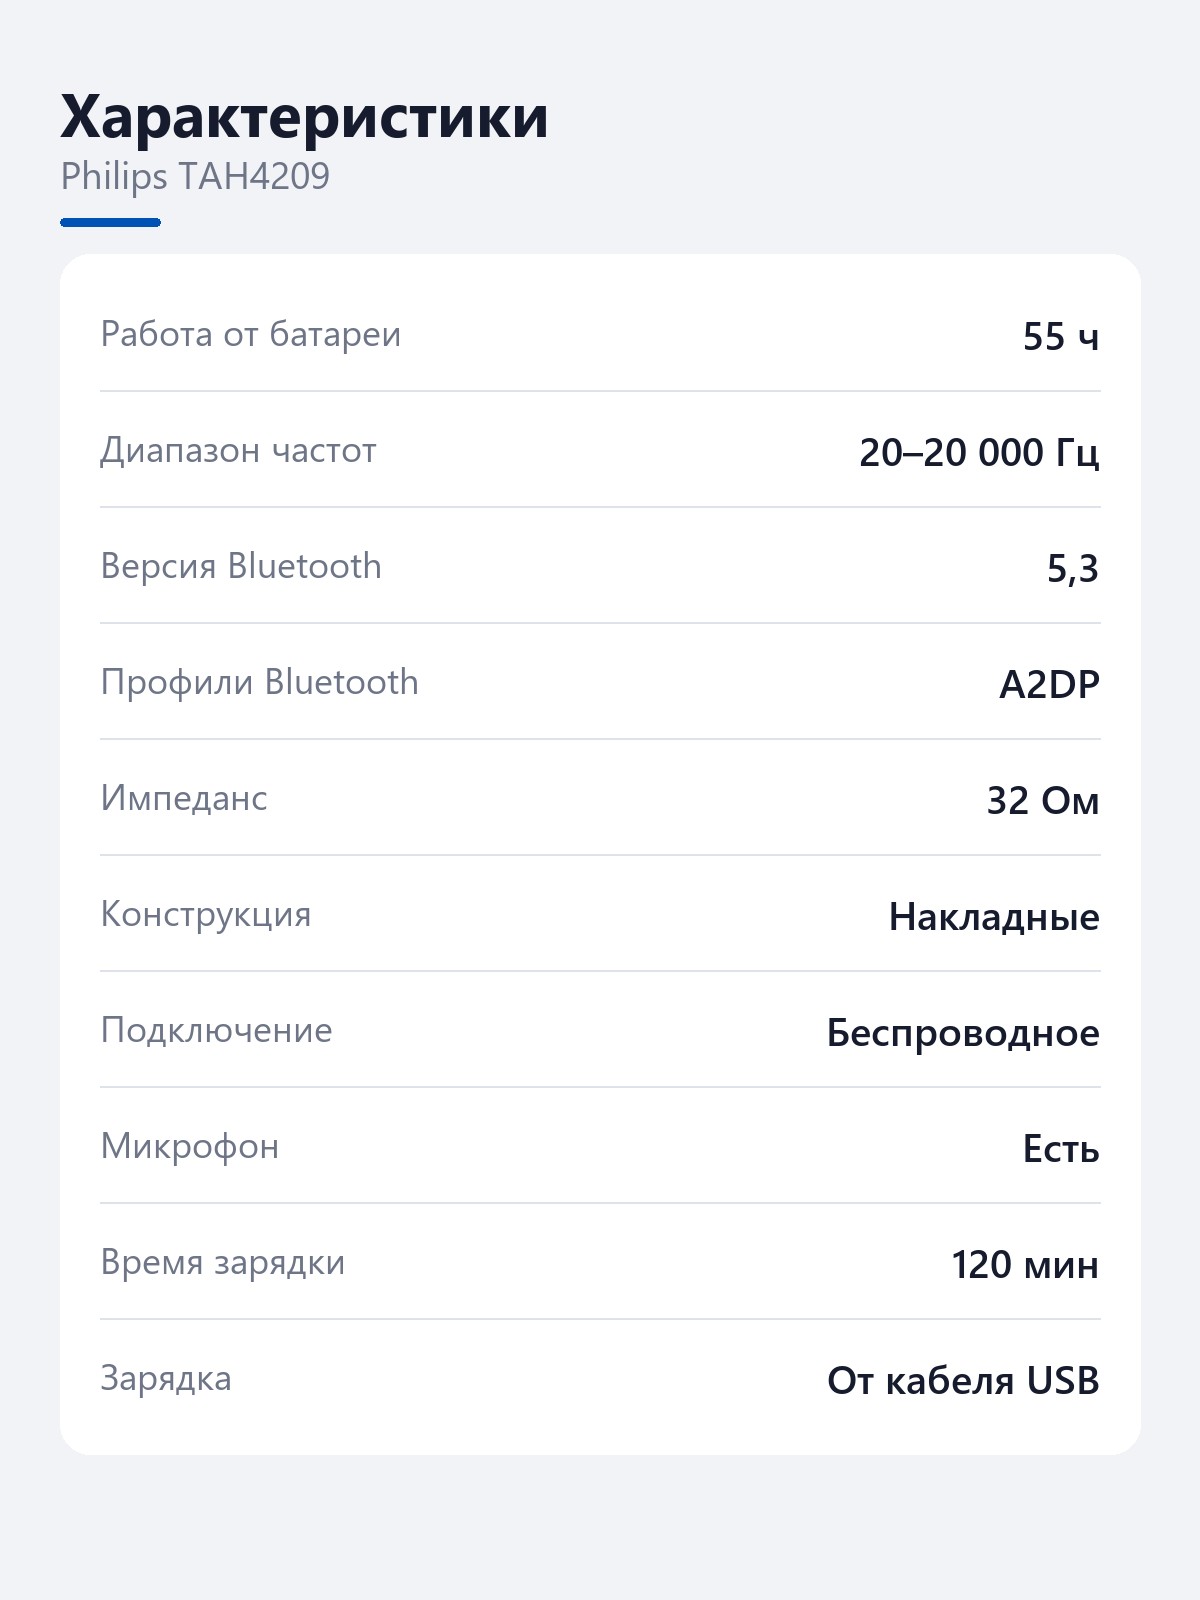 Характеристики
Philips TAH4209
Работа от батареи 55 ч
Диапазон частот 20–20 000 Гц
Версия Bluetooth 5,3
Профили Bluetooth A2DP
Импеданс 32 Ом
Конструкция Накладные
Подключение Беспроводное
Микрофон Есть
Время зарядки 120 мин
Зарядка От кабеля USB